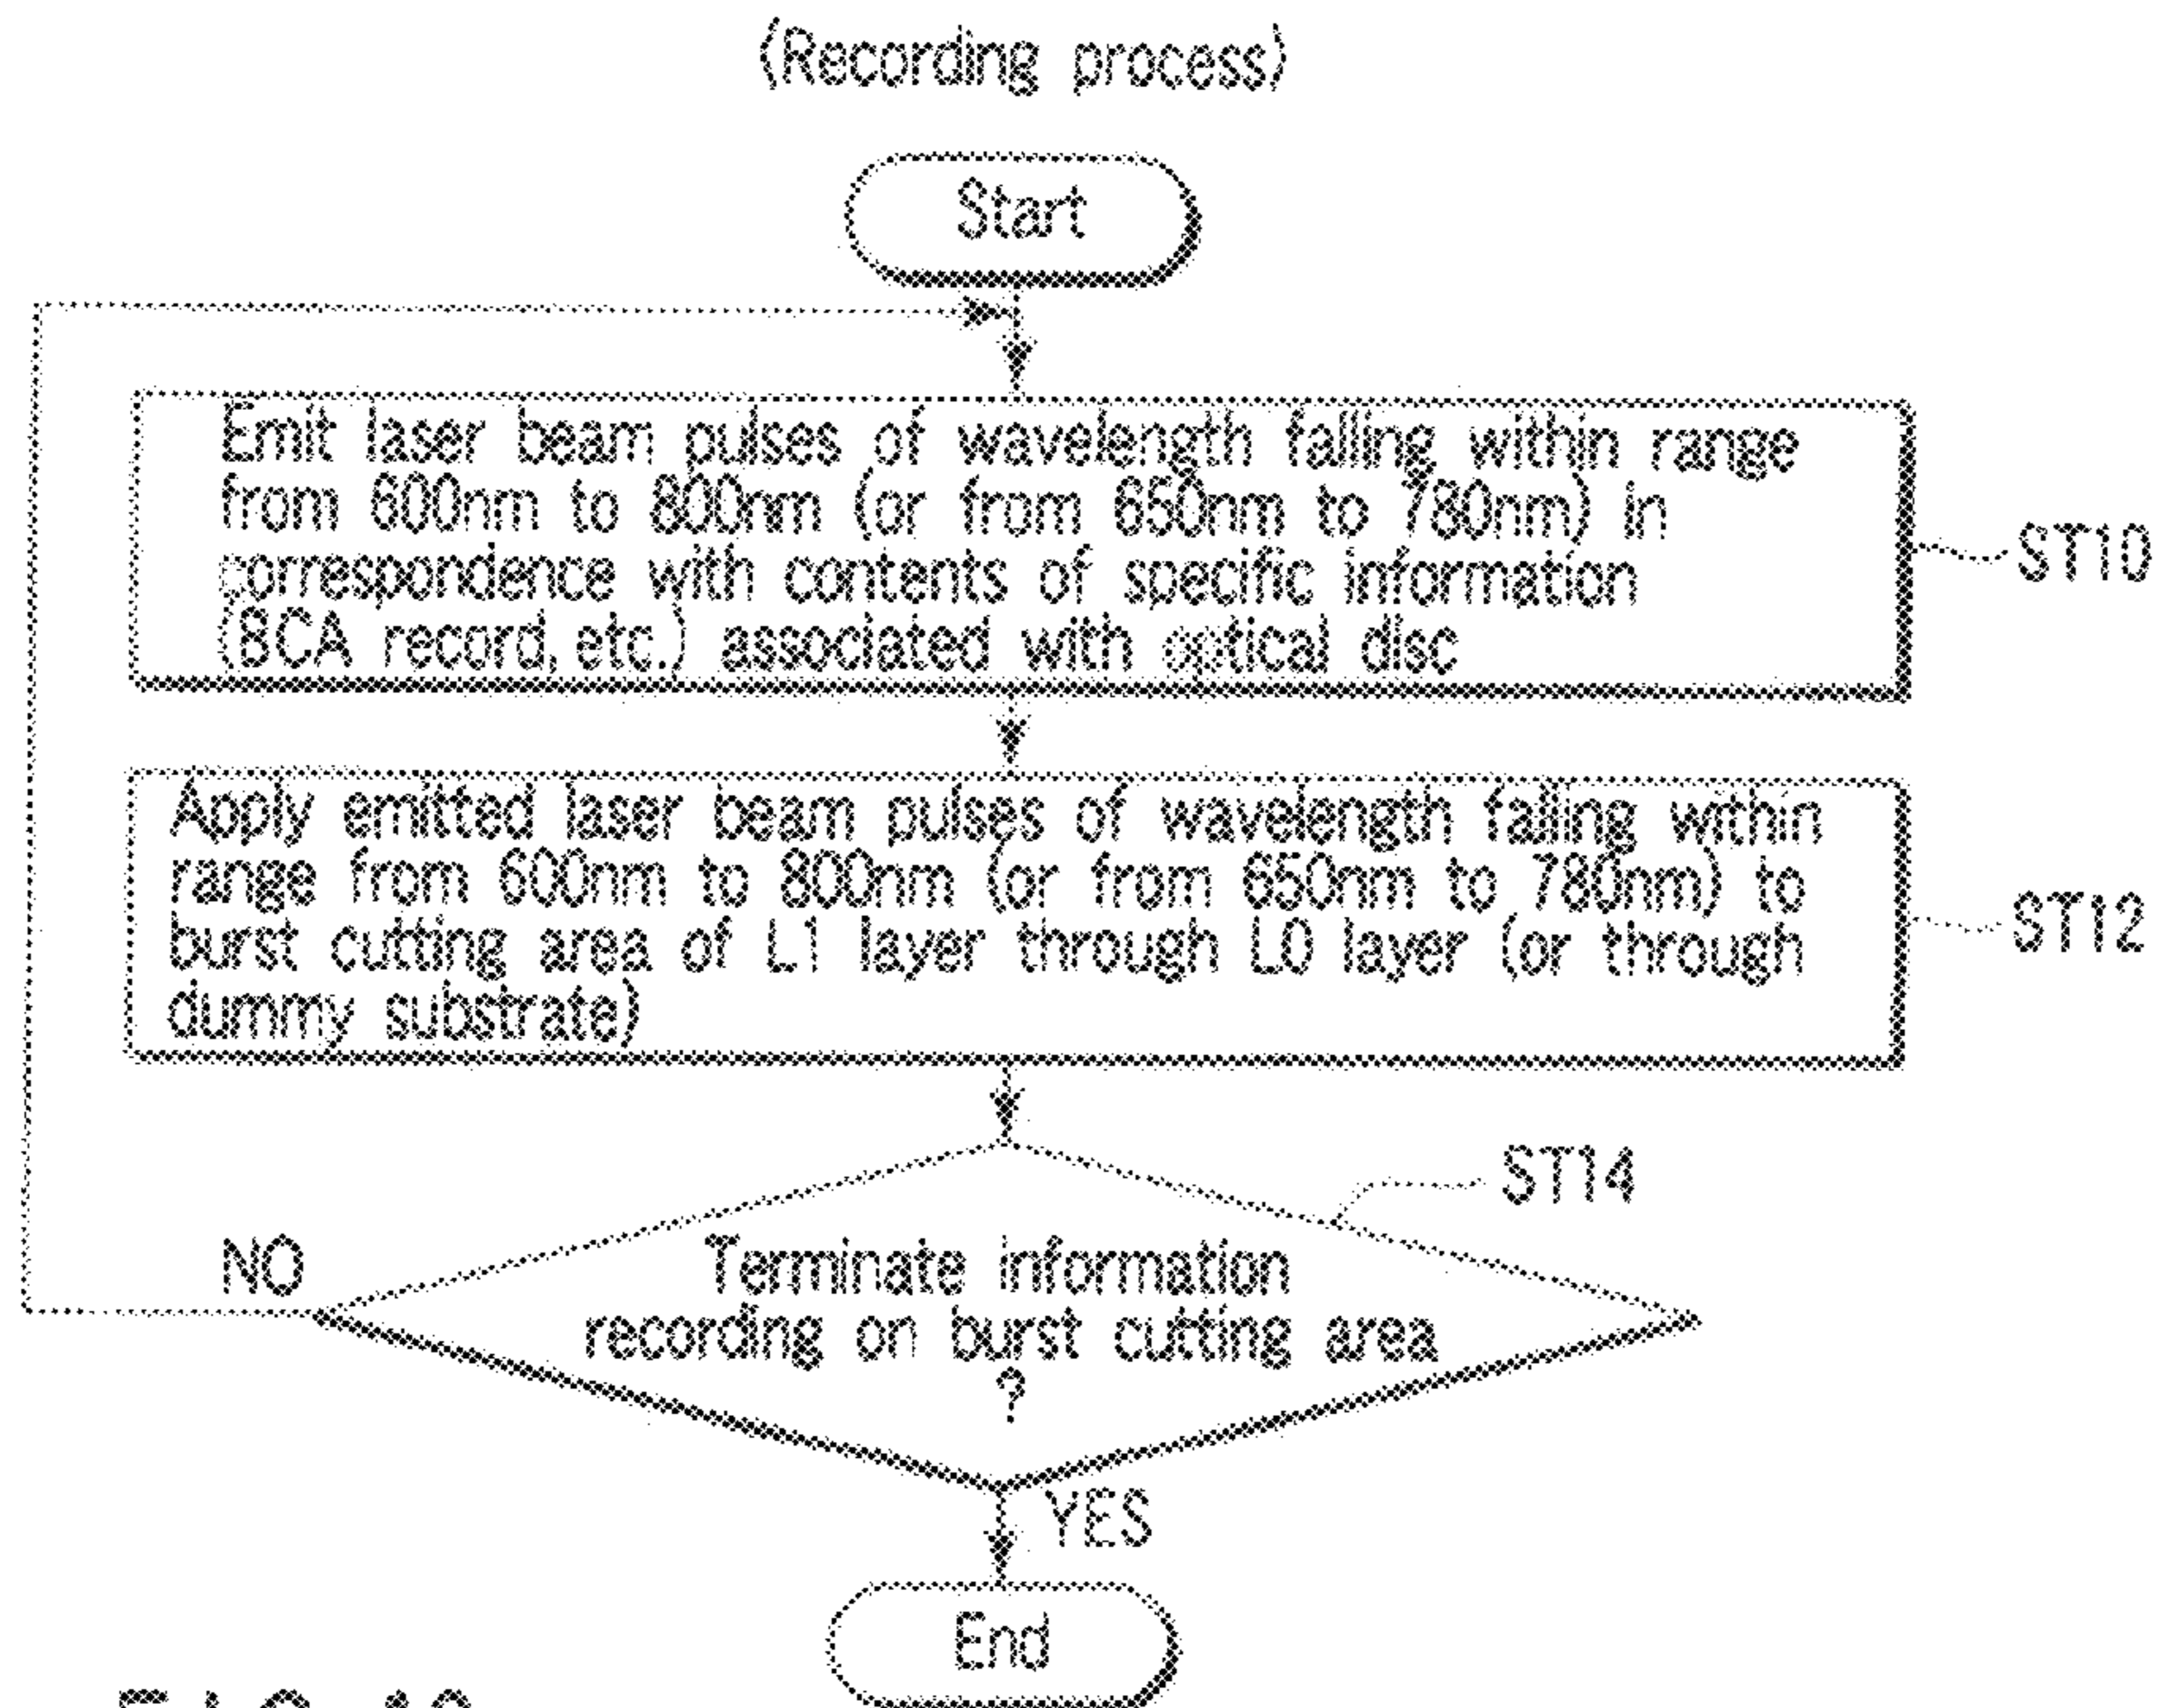 (Recording process)
Start
Emit laser beam pulses of wavelength falling within range
from 600nm to 800nm (or from 650nm to 780nm) in
correspondence with contents of specific information
(BCA record, etc.) associated with optical disc
ST10
Apply emitted laser beam pulses of wavelength falling within
range from 600nm to 800nm (or from 650nm to 780nm) to
burst cutting area of L1 layer through L0 layer (or through
dummy substrate)
ST12
ST14
NO
Terminate information
recording on burst cutting area
?
YES
End